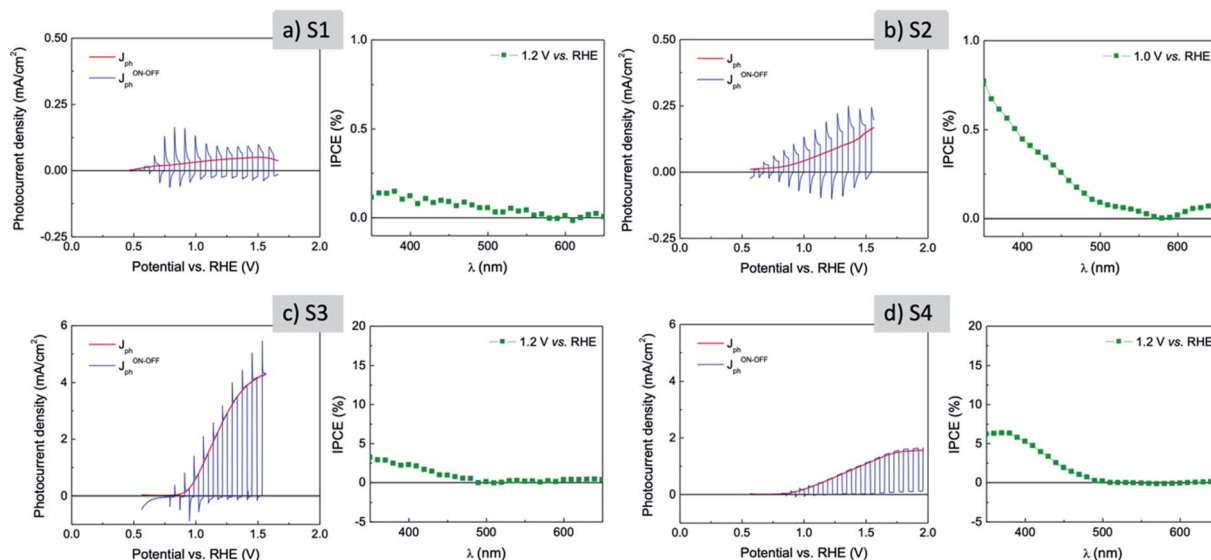 a) S1
0.50
0.25
0.00
-0.25
Photocurrent density (mA/cm²)
J_ph
J_ph^ON-OFF
0.0
0.5
1.0
1.5
2.0
Potential vs. RHE (V)
1.0
0.5
0.0
IPCE (%)
1.2 V vs. RHE
400
500
600
λ (nm)
b) S2
0.50
0.25
0.00
-0.25
Photocurrent density (mA/cm²)
J_ph
J_ph^ON-OFF
0.0
0.5
1.0
1.5
2.0
Potential vs. RHE (V)
1.0
0.5
0.0
IPCE (%)
1.0 V vs. RHE
400
500
600
λ (nm)
c) S3
6
4
2
0
Photocurrent density (mA/cm²)
J_ph
J_ph^ON-OFF
0.0
0.5
1.0
1.5
2.0
Potential vs. RHE (V)
20
15
10
5
0
-5
IPCE (%)
1.2 V vs. RHE
400
500
600
λ (nm)
d) S4
6
4
2
0
Photocurrent density (mA/cm²)
J_ph
J_ph^ON-OFF
0.0
0.5
1.0
1.5
2.0
Potential vs. RHE (V)
20
15
10
5
0
-5
IPCE (%)
1.2 V vs. RHE
400
500
600
λ (nm)